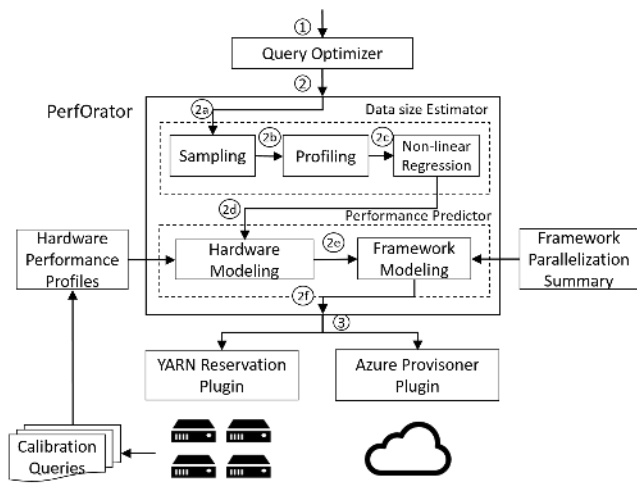 ①
Query Optimizer
②
PerfOrator
2a
Data size Estimator
Sampling
2b
Profiling
2c
Non-linear
Regression
2d
Performance Predictor
Hardware
Performance
Profiles
Hardware
Modeling
2e
Framework
Modeling
Framework
Parallelization
Summary
2f
③
YARN Reservation
Plugin
Azure Provisoner
Plugin
Calibration
Queries